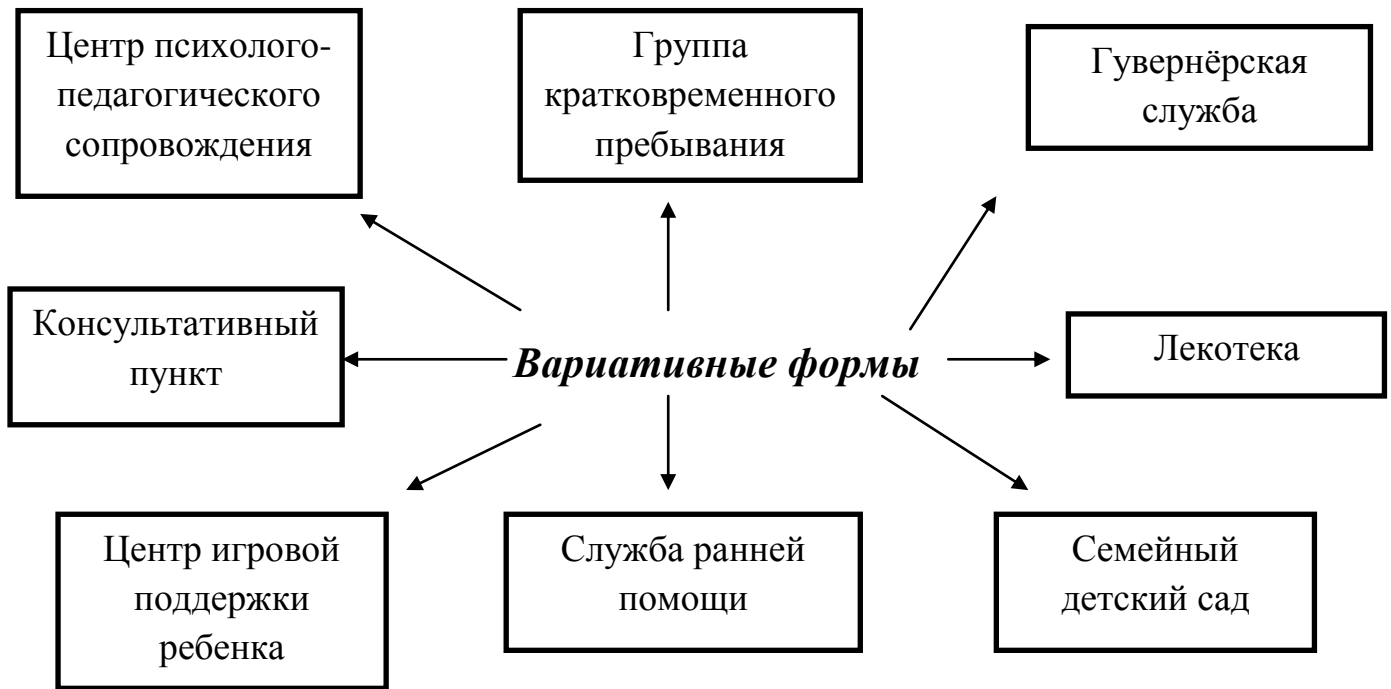 Центр психолого-
педагогического
сопровождения
Группа
кратковременного
пребывания
Гувернёрская
служба
Консультативный
пункт
Вариативные формы
Лекотека
Центр игровой
поддержки
ребенка
Служба ранней
помощи
Семейный
детский сад